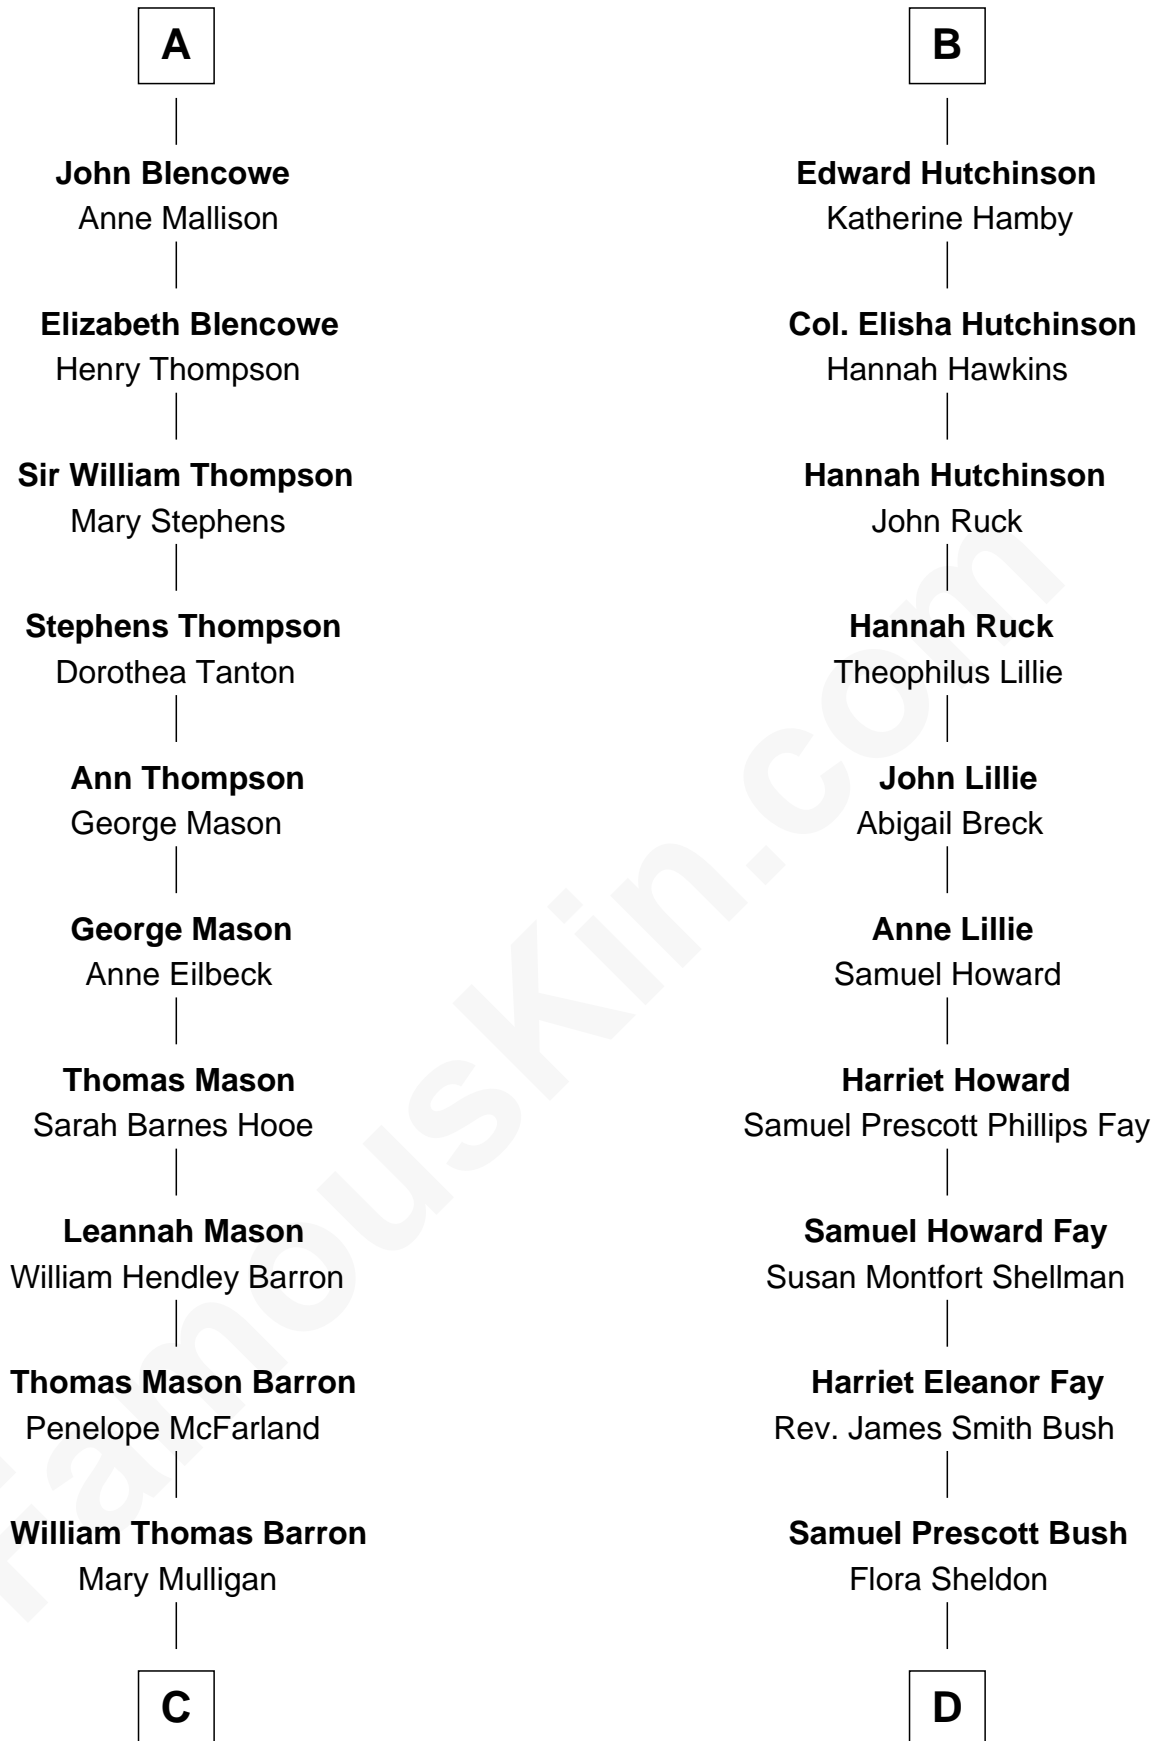 A
John Blencowe
Anne Mallison
Elizabeth Blencowe
Henry Thompson
Sir William Thompson
Mary Stephens
Stephens Thompson
Dorothea Tanton
Ann Thompson
George Mason
George Mason
Anne Eilbeck
Thomas Mason
Sarah Barnes Hooe
Leannah Mason
William Hendley Barron
Thomas Mason Barron
Penelope McFarland
William Thomas Barron
Mary Mulligan
C
B
Edward Hutchinson
Katherine Hamby
Col. Elisha Hutchinson
Hannah Hawkins
Hannah Hutchinson
John Ruck
Hannah Ruck
Theophilus Lillie
John Lillie
Abigail Breck
Anne Lillie
Samuel Howard
Harriet Howard
Samuel Prescott Phillips Fay
Samuel Howard Fay
Susan Montfort Shellman
Harriet Eleanor Fay
Rev. James Smith Bush
Samuel Prescott Bush
Flora Sheldon
D
FamousKin.com